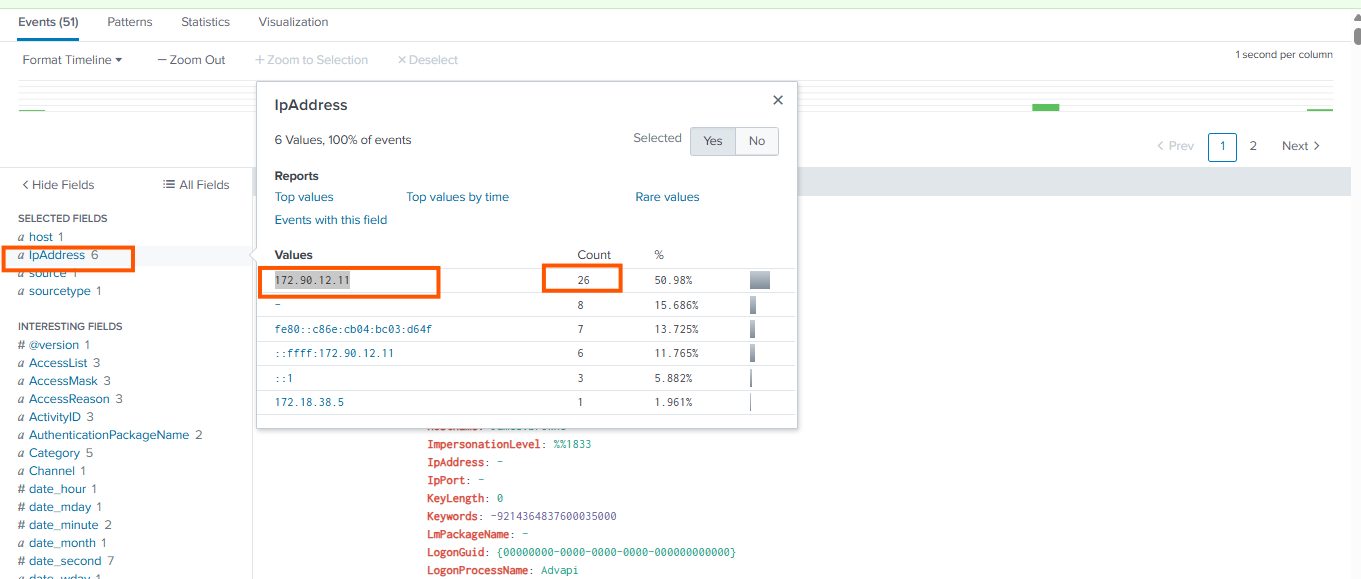 Events (51) Patterns Statistics Visualization
Format Timeline — Zoom Out + Zoom to Selection × Deselect
1 second per column
IpAddress
6 Values, 100% of events
Selected Yes No
Prev 1 2 Next
Reports
Top values Top values by time Rare values
Events with this field
Values Count %
172.90.12.11 26 50.98%
- 8 15.686%
fe80::c86e:cb04:bc03:d64f 7 13.725%
::ffff:172.90.12.11 6 11.765%
::1 3 5.882%
172.18.38.5 1 1.961%
Hide Fields All Fields
SELECTED FIELDS
a host 1
a IpAddress 6
a source 1
a sourcetype 1
INTERESTING FIELDS
# @version 1
a AccessList 3
a AccessMask 3
a AccessReason 3
a ActivityID 3
a AuthenticationPackageName 2
a Category 5
a Channel 1
# date_hour 1
# date_mday 1
# date_minute 2
a date_month 1
# date_second 7
a date_wday 1
ImpersonationLevel: %%1833
IpAddress: -
IpPort: -
KeyLength: 0
Keywords: -9214364837600035000
LmPackageName: -
LogonGuid: {00000000-0000-0000-0000-000000000000}
LogonProcessName: Advapi